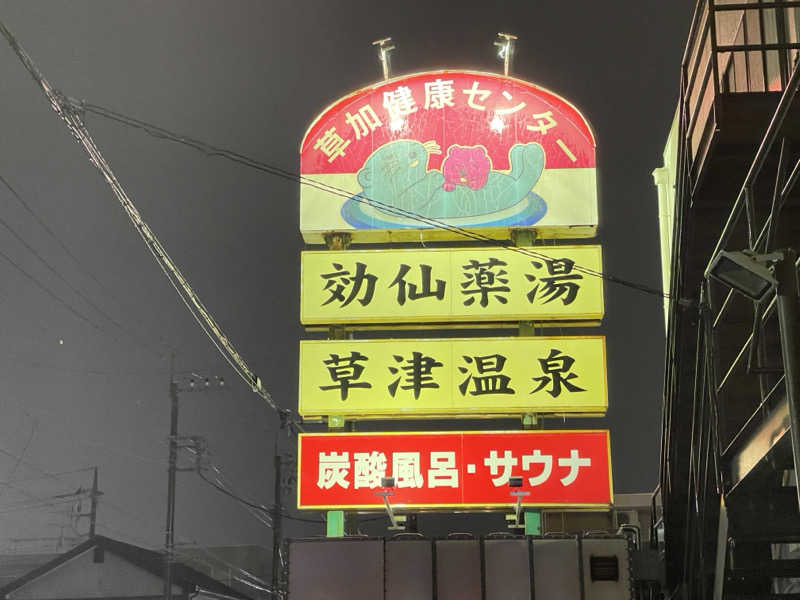 草加健康センター
効仙薬湯
草津温泉
炭酸風呂・サウナ